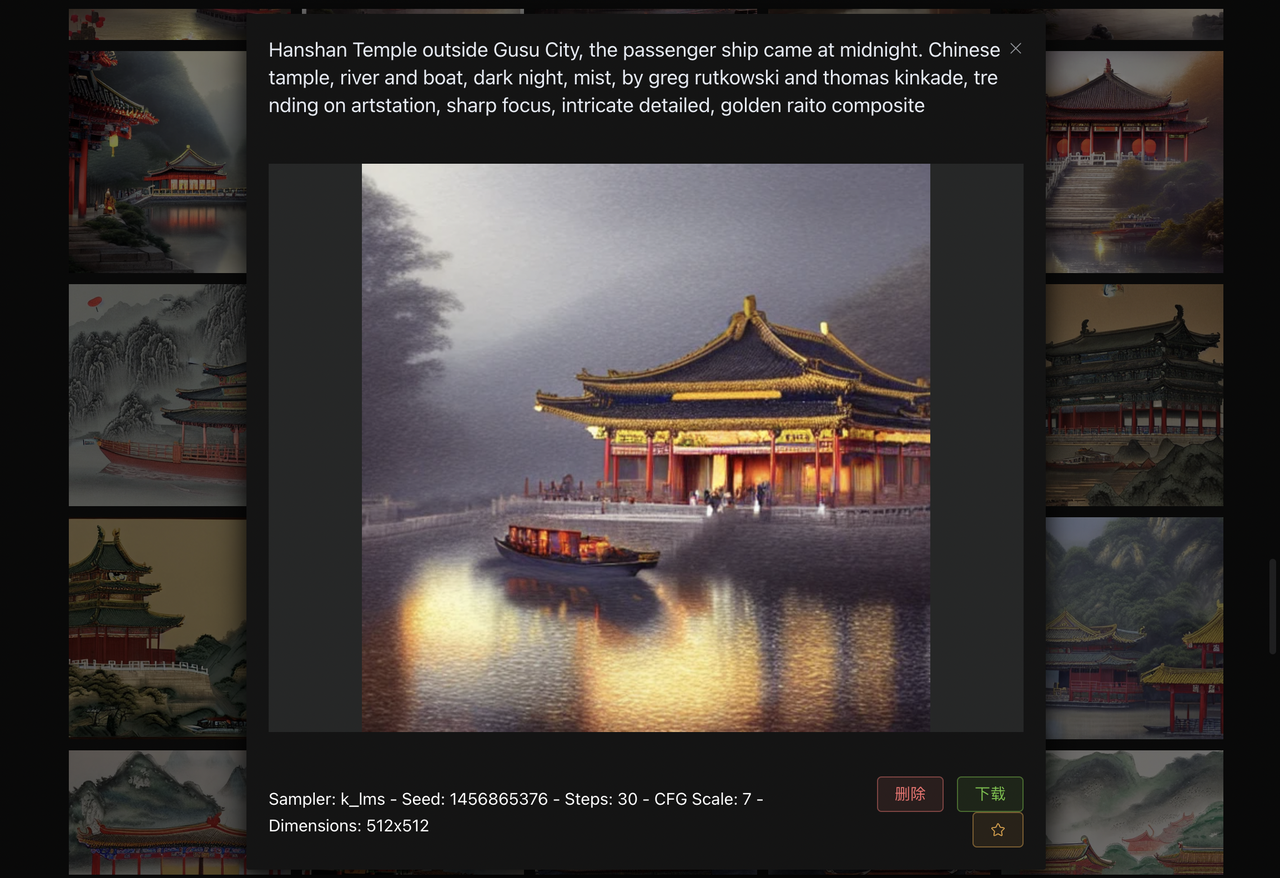 Hanshan Temple outside Gusu City, the passenger ship came at midnight. Chinese
tample, river and boat, dark night, mist, by greg rutkowski and thomas kinkade, tre
nding on artstation, sharp focus, intricate detailed, golden raito composite
Sampler: k_lms - Seed: 1456865376 - Steps: 30 - CFG Scale: 7 -
Dimensions: 512x512
删除
下载